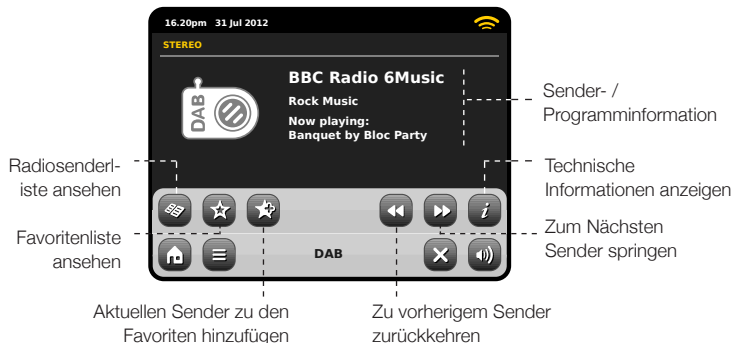 16.20pm 31 Jul 2012
STEREO
DAB
BBC Radio 6Music
Rock Music
Now playing:
Banquet by Bloc Party
Sender- /
Programminformation
Radiosenderl-
iste ansehen
Technische
Informationen anzeigen
i
Favoritenliste
ansehen
Zum Nächsten
Sender springen
DAB
Aktuellen Sender zu den
Favoriten hinzufügen
Zu vorherigem Sender
zurückkehren